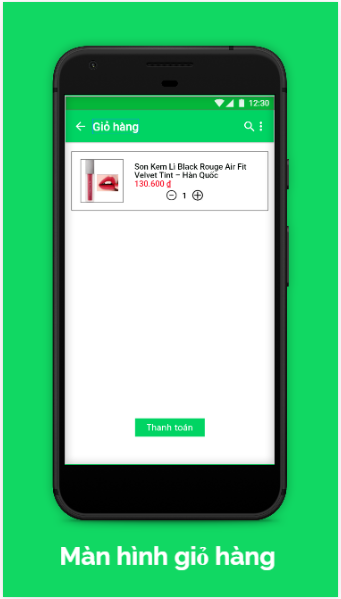 12:30
Giỏ hàng
Son Kem Lì Black Rouge Air Fit
Velvet Tint – Hàn Quốc
130.600 ₫
1
Thanh toán
Màn hình giỏ hàng